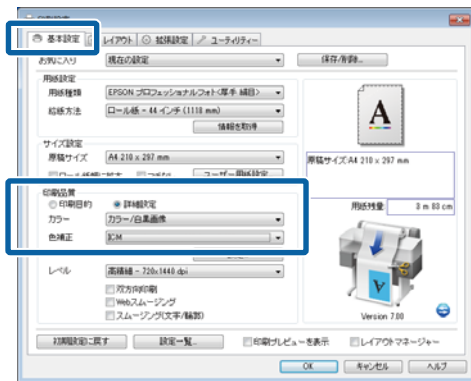 基本設定 レイアウト 拡張設定 ユーティリティー
お気に入り 現在の設定 保存/削除...
用紙設定
用紙種類 EPSON プロフェッショナルフォト<厚手 絹目>
給紙方法 ロール紙 - 44 インチ (1118 mm)
情報を取得
サイズ設定
原稿サイズ A4 210 x 297 mm
ユーザー用紙設定
印刷品質
印刷目的 詳細設定
カラー カラー/白黒画像
色補正 ICM
レベル 高精細 - 720x1440 dpi
双方向印刷
Webスムージング
スムージング(文字/輪郭)
A
原稿サイズ:A4 210 x 297 mm
用紙残量 3 m 83 cm
Version 7.00
初期設定に戻す 設定一覧... 印刷プレビューを表示 レイアウトマネージャー
OK キャンセル ヘルプ